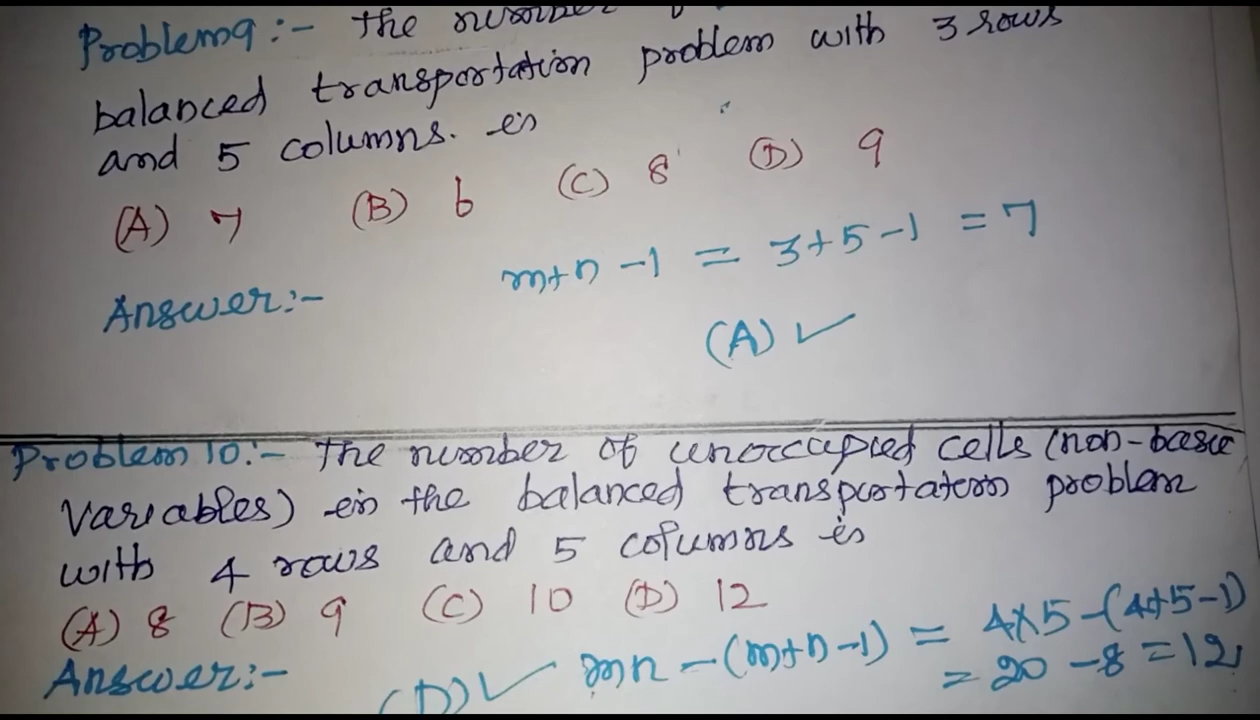 Problem 9:- The number
balanced transportation problem with 3 rows
and 5 columns. is
(A) 7 (B) 6 (C) 8 (D) 9
Answer:- m+n-1 = 3+5-1 = 7
(A) ✓
Problem 10:- The number of unoccupied cells (non-basic
Variables) in the balanced transportation problem
with 4 rows and 5 columns is
(A) 8 (B) 9 (C) 10 (D) 12
Answer:- (D) ✓ mn-(m+n-1) = 4×5-(4+5-1)
= 20-8 = 12